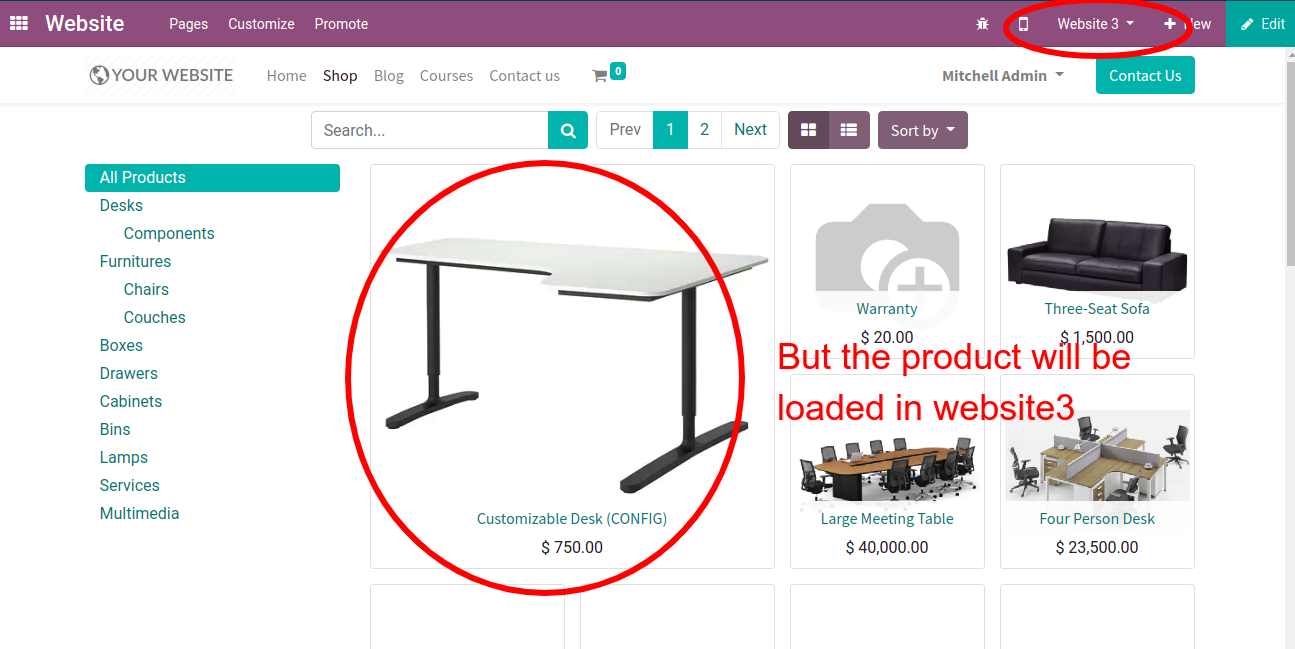 Website Pages Customize Promote Website 3 New Edit
YOUR WEBSITE Home Shop Blog Courses Contact us 0 Mitchell Admin Contact Us
Search... Prev 1 2 Next Sort by
All Products
Desks
Components
Furnitures
Chairs
Couches
Boxes
Drawers
Cabinets
Bins
Lamps
Services
Multimedia
Customizable Desk (CONFIG)
$ 750.00
Warranty
$ 20.00
Three-Seat Sofa
$ 1,500.00
But the product will be
loaded in website3
Large Meeting Table
$ 40,000.00
Four Person Desk
$ 23,500.00